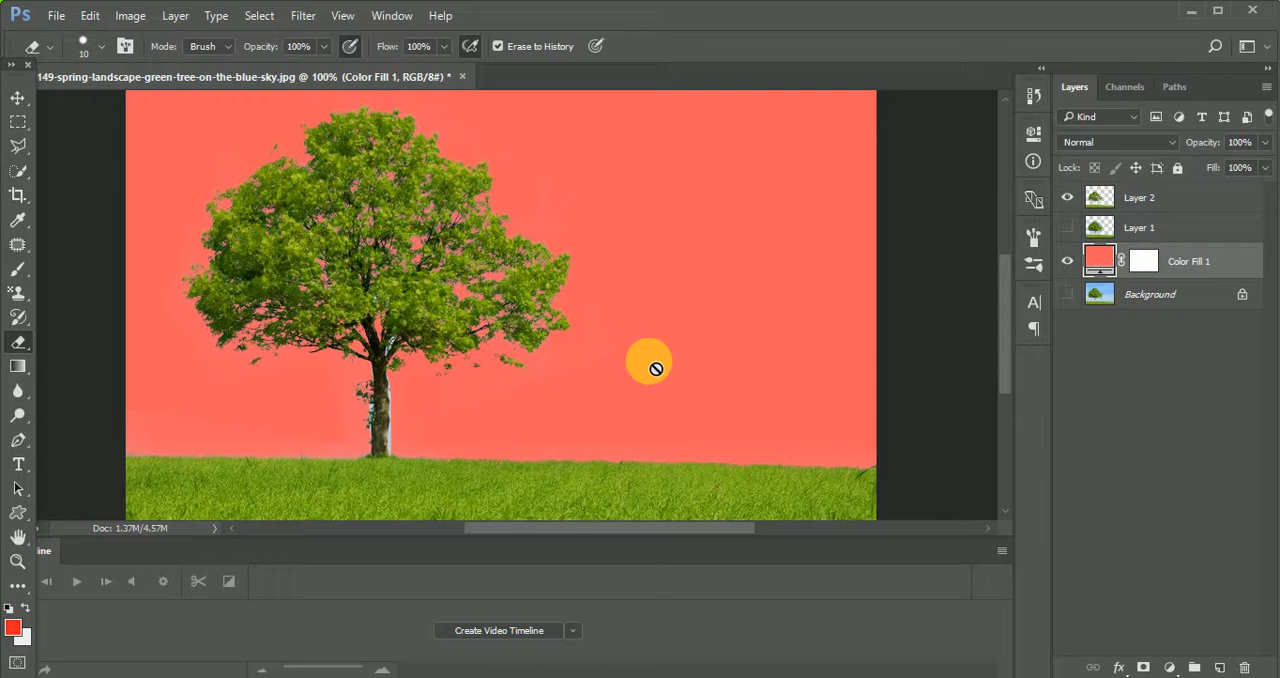 Ps File Edit Image Layer Type Select Filter View Window Help
10 Mode: Brush Opacity: 100% Flow: 100% Erase to History
149-spring-landscape-green-tree-on-the-blue-sky.jpg @ 100% (Color Fill 1, RGB/8#) *
Layers Channels Paths
Kind
Normal Opacity: 100%
Lock: Fill: 100%
Layer 2
Layer 1
Color Fill 1
Background
Doc: 1.37M/4.57M
line
Create Video Timeline